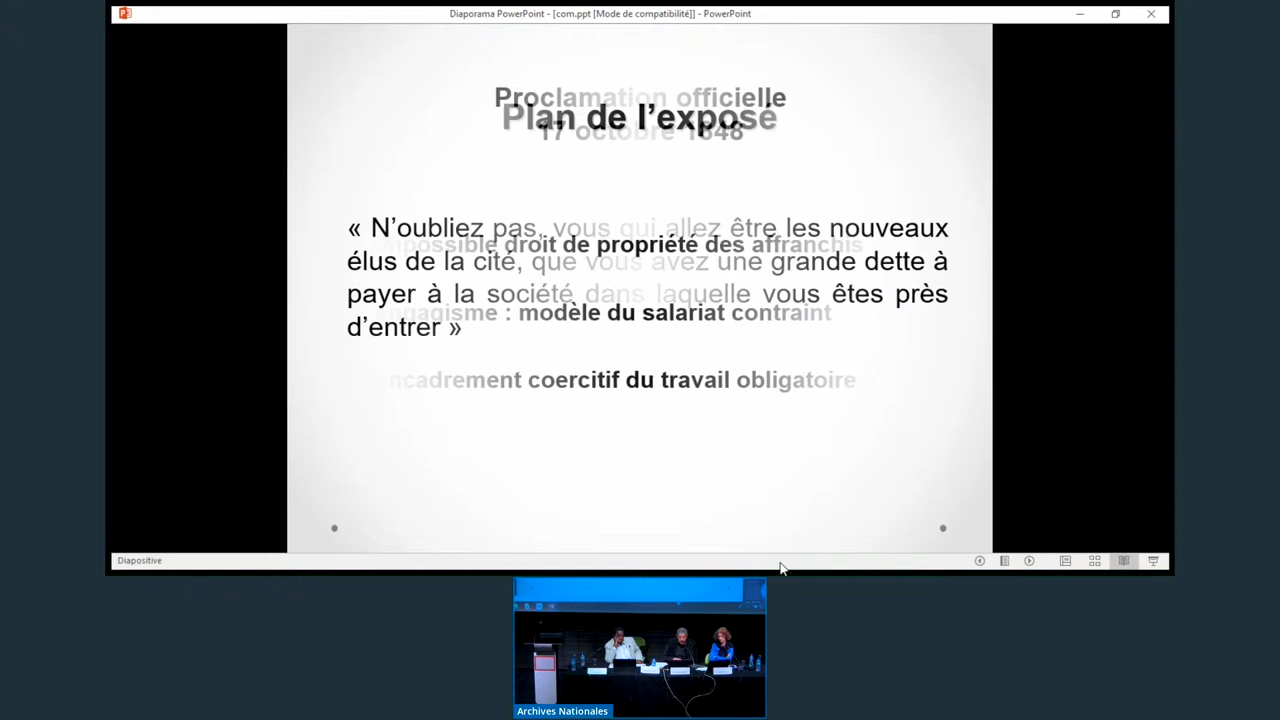 Diaporama PowerPoint - [com.ppt [Mode de compatibilité]] - PowerPoint
Proclamation officielle
Plan de l’exposé
17 octobre 1848
« N’oubliez pas, vous qui allez être les nouveaux
mpossible droit de propriété des affranchis
élus de la cité, que vous avez une grande dette à
payer à la société dans laquelle vous êtes près
ngagisme : modèle du salariat contraint
d’entrer »
ncadrement coercitif du travail obligatoire
Diapositive
Archives Nationales